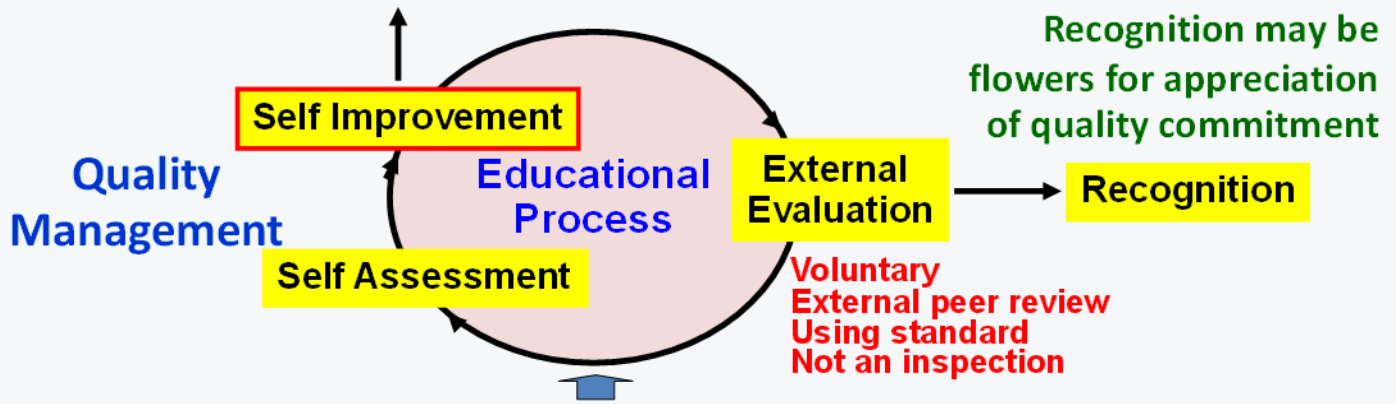 Recognition may be
flowers for appreciation
of quality commitment
Self Improvement
Quality
Management
Educational
Process
External
Evaluation
Recognition
Self Assessment
Voluntary
External peer review
Using standard
Not an inspection